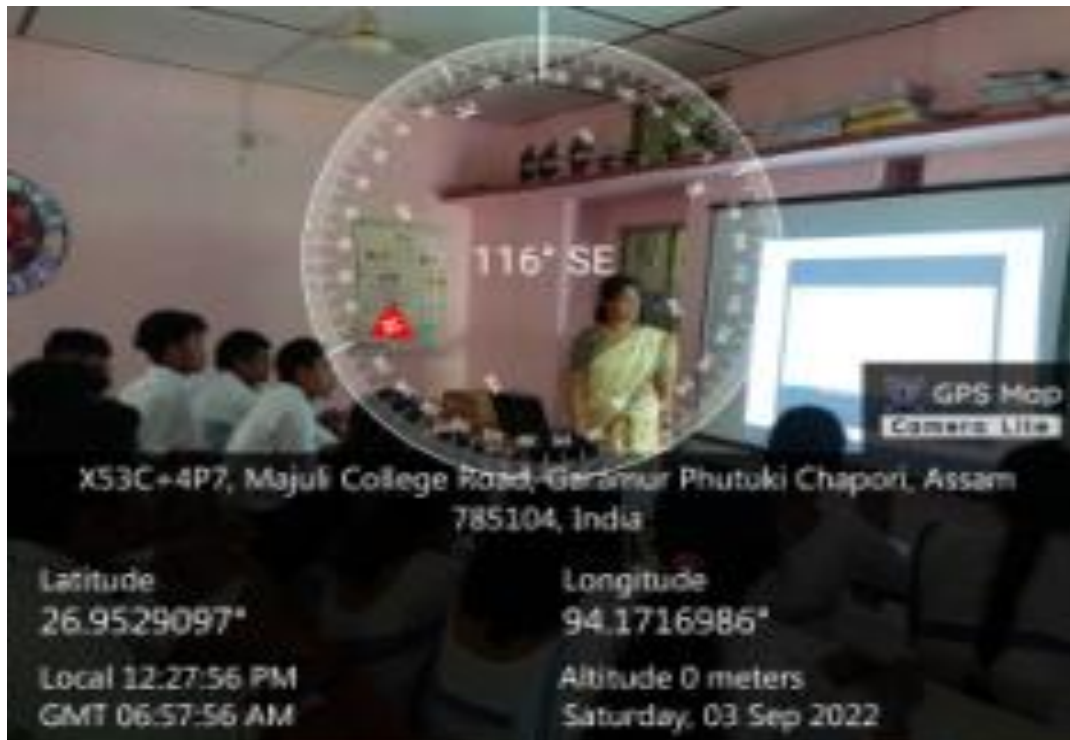 116° SE
GPS Map
Camera Lite
X53C+4P7, Majuli College Road, Garamur Phutuki Chapori, Assam
785104, India
Latitude
26.9529097°
Longitude
94.1716986°
Local 12:27:56 PM
GMT 06:57:56 AM
Altitude 0 meters
Saturday, 03 Sep 2022